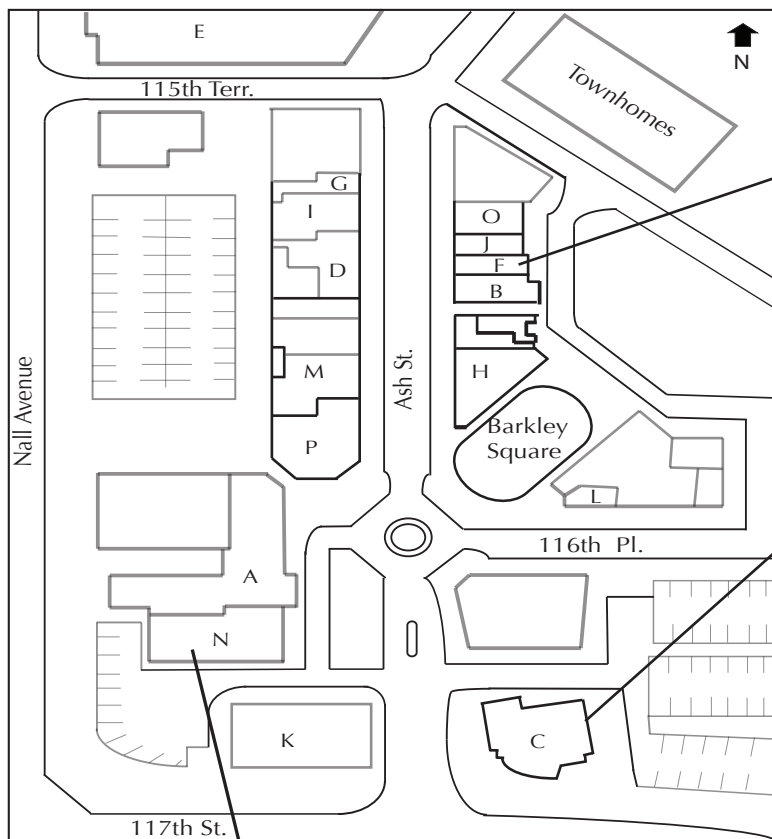 E
N
115th Terr.
Townhomes
G
I
D
O
J
F
B
M
H
P
Nall Avenue
Ash St.
Barkley
Square
L
116th Pl.
A
N
K
C
117th St.